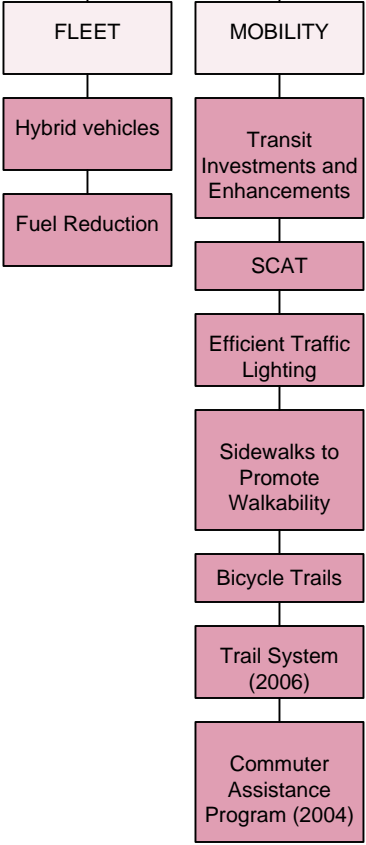 FLEET
Hybrid vehicles
Fuel Reduction
MOBILITY
Transit
Investments and
Enhancements
SCAT
Efficient Traffic
Lighting
Sidewalks to
Promote
Walkability
Bicycle Trails
Trail System
(2006)
Commuter
Assistance
Program (2004)